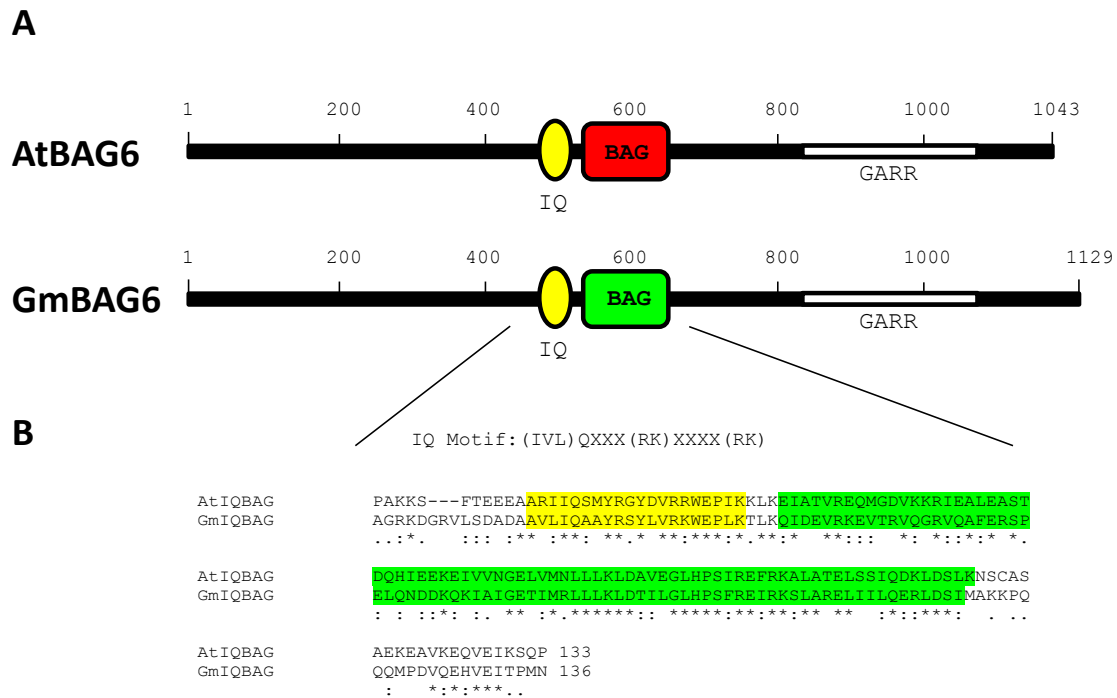 A
1 200 400 600 800 1000 1043
AtBAG6
BAG
GARR
IQ
1 200 400 600 800 1000 1129
GmBAG6
BAG
GARR
IQ
B
IQ Motif:(IVL)QXXX(RK)XXXX(RK)
AtIQBAG PAKKS---FTEEEAARIIQSMYRGYDVRRWEPIKKLKEIATVREQMGDVKKRIEALEAST
GmIQBAG AGRKDGRVLSDADAAVLIQAAYRSYLVRKWEPLKTLKQIDEVRKEVTRVQGRVQAFERSP
..:*. ::: :** :**: **.*.** ***:** **:* **::: *: *:*:* *.
AtIQBAG DQHIEEKEIVVNGELVMNLLLKLDAVEGLHPSIREFRKALATELSSIQDKLDSLKNSCAS
GmIQBAG ELQNDDKQKIAIGETIMRLLLKLDTILGLHPSFREIRKSLARELIILQERLDSIMAKKPQ
: : ::*: :. ** :*.******:: *****:**:**:** ** :*::***: . ..
AtIQBAG AEKEAVKEQVEIKSQP 133
GmIQBAG QQMPDVQEHVEITPMN 136
: *:*:***..